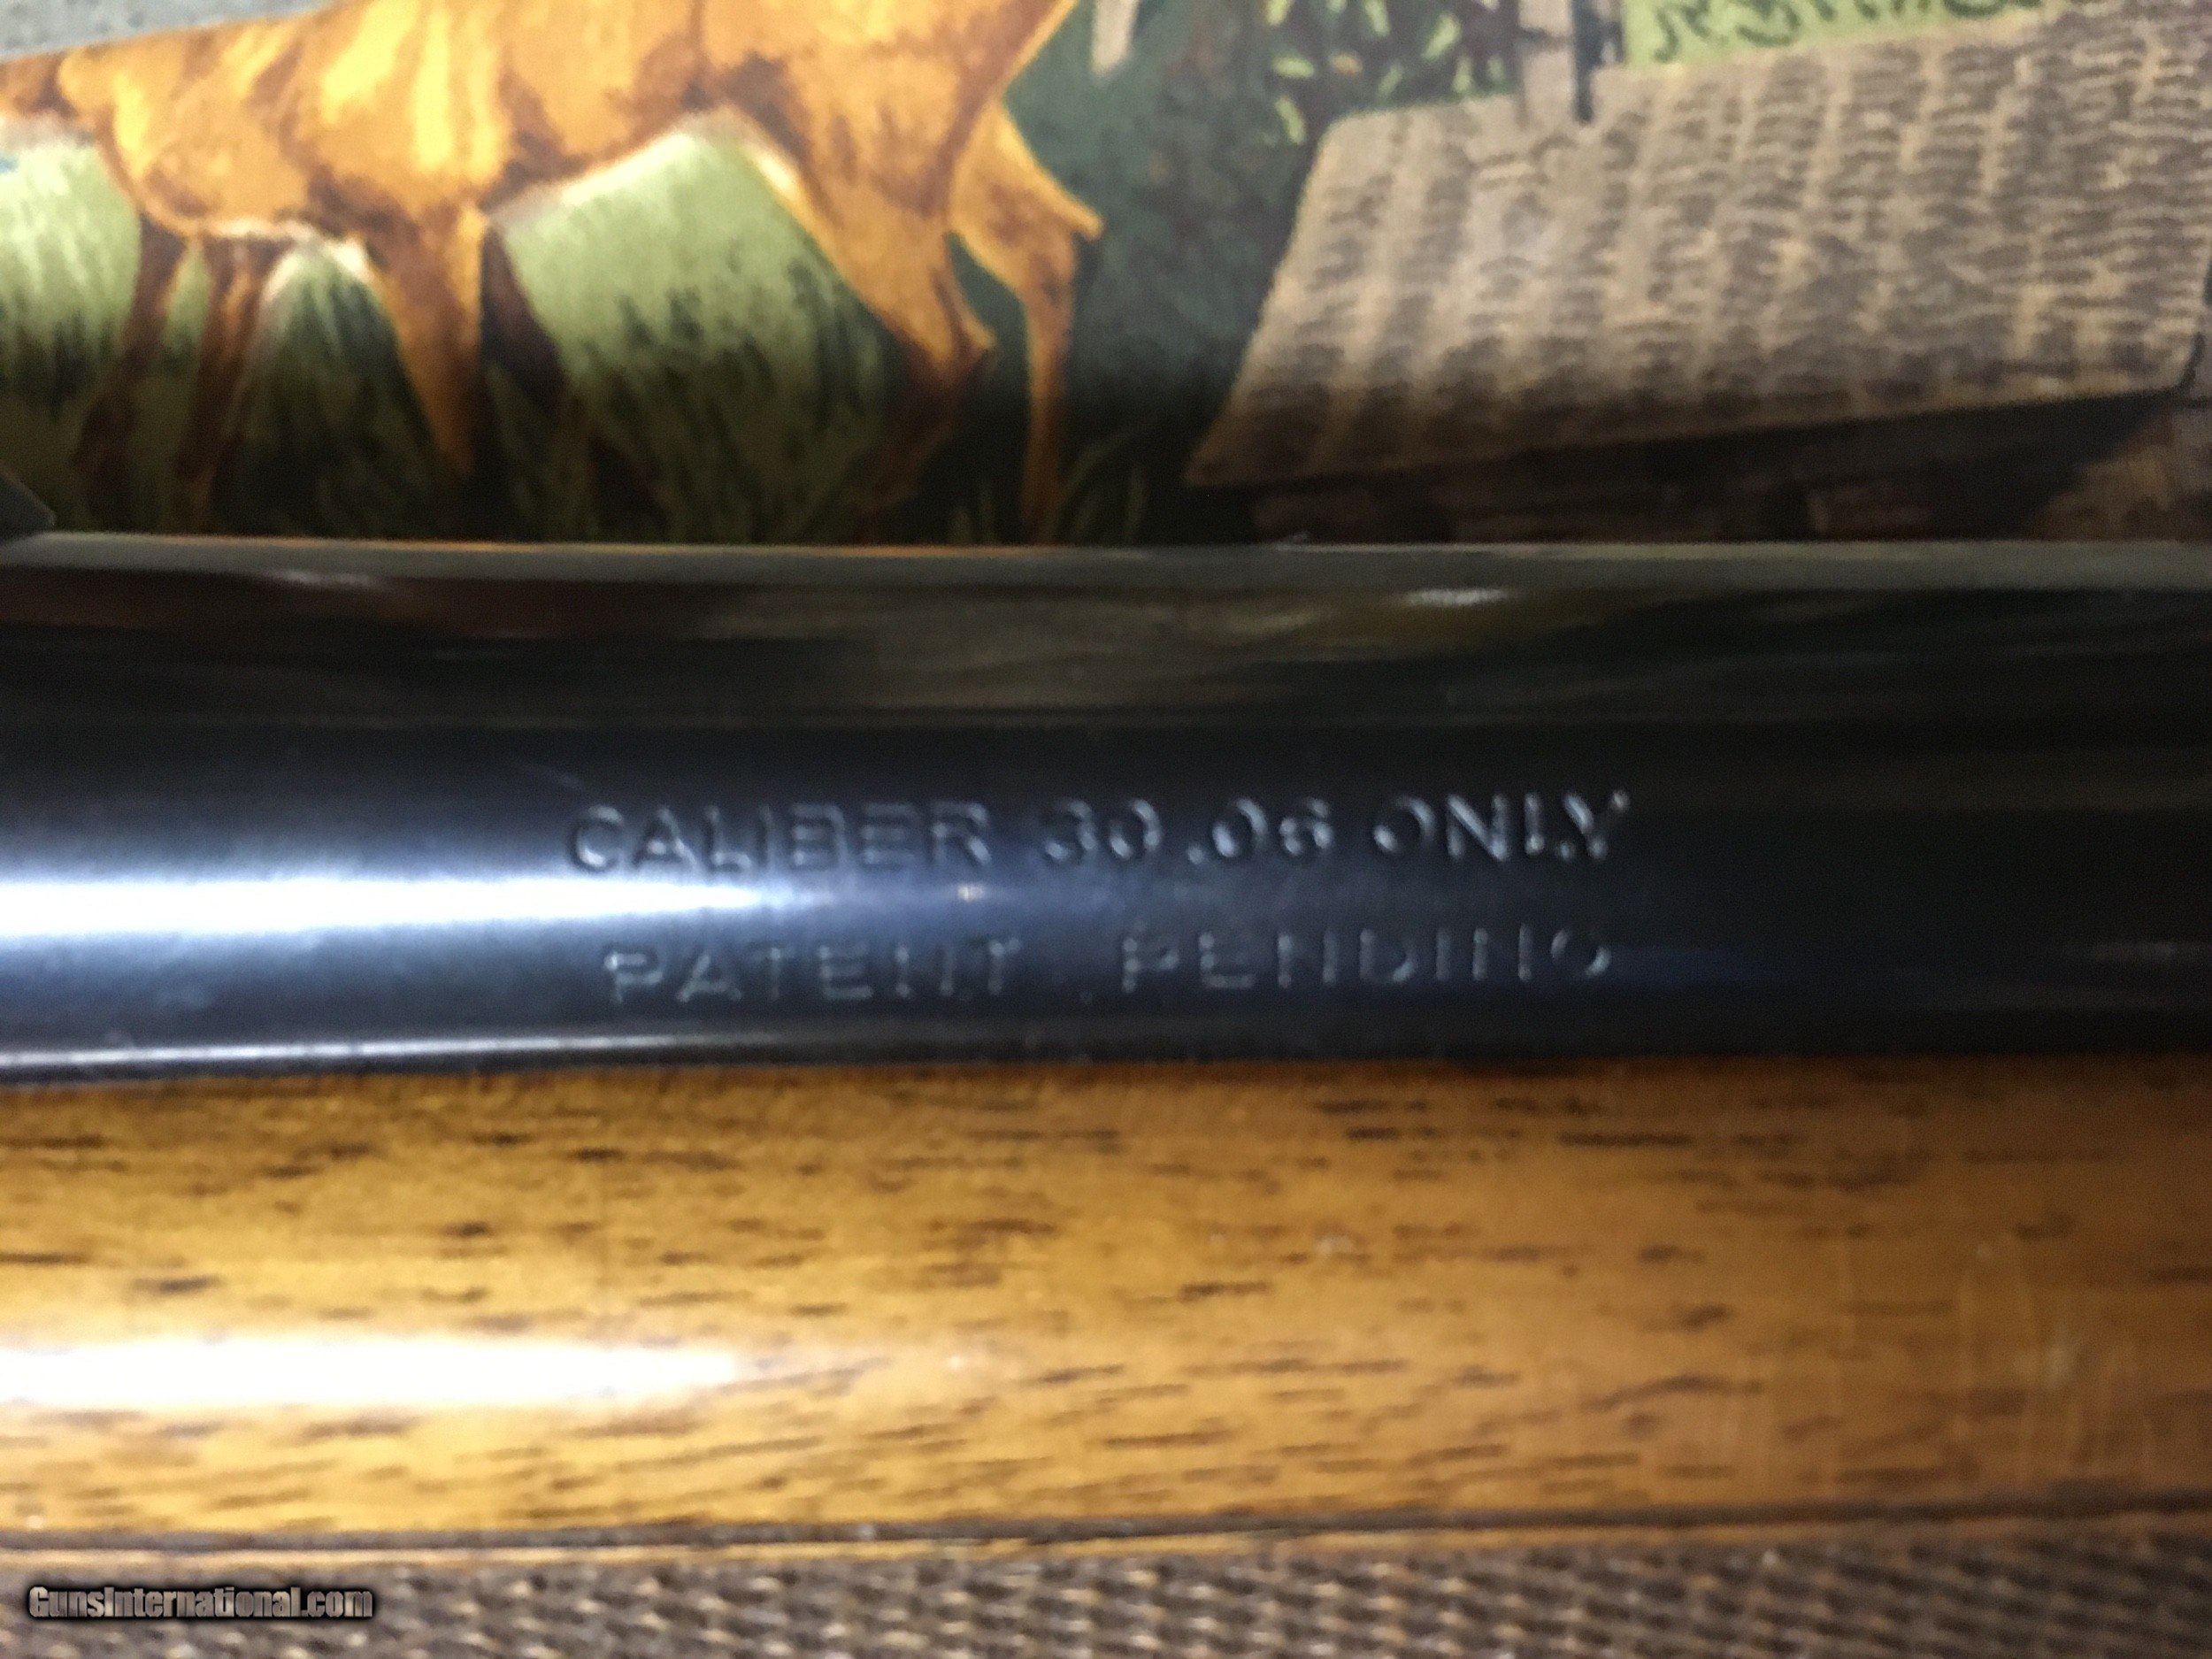 CALIBER 30.06 ONLY
PATENT PENDING
GunsInternational.com